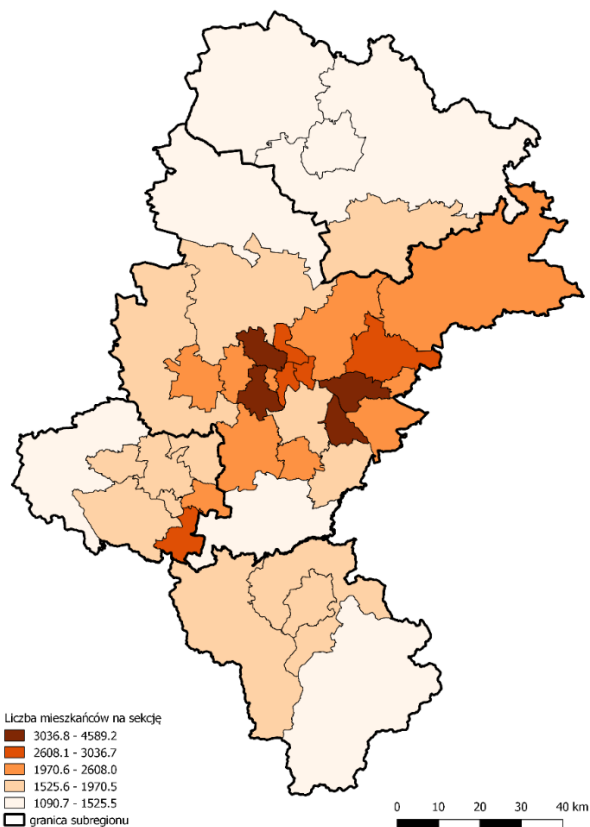 Liczba mieszkańców na sekcję
3036.8 - 4589.2
2608.1 - 3036.7
1970.6 - 2608.0
1525.6 - 1970.5
1090.7 - 1525.5
granica subregionu
0 10 20 30 40 km